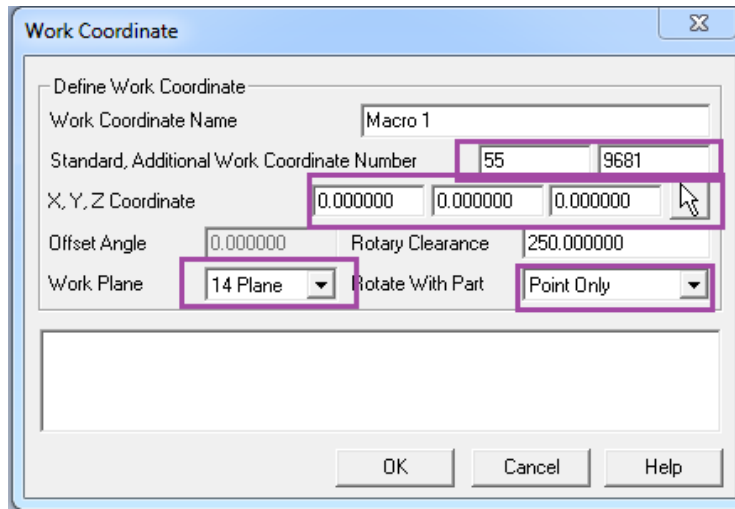 Work Coordinate
Define Work Coordinate
Work Coordinate Name Macro 1
Standard, Additional Work Coordinate Number 55 9681
X, Y, Z Coordinate 0.000000 0.000000 0.000000
Offset Angle 0.000000 Rotary Clearance 250.000000
Work Plane 14 Plane Rotate With Part Point Only
OK Cancel Help